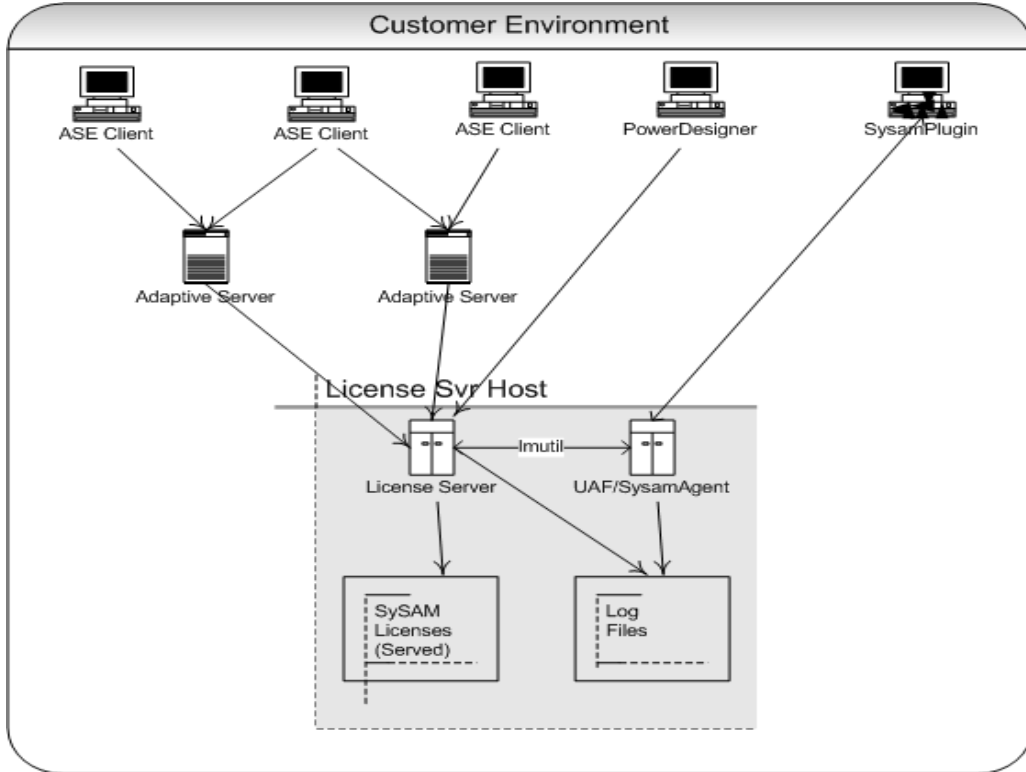 Customer Environment
ASE Client
ASE Client
ASE Client
PowerDesigner
SysamPlugin
Adaptive Server
Adaptive Server
License Svr Host
lmutil
License Server
UAF/SysamAgent
SySAM
Licenses
(Served)
Log
Files